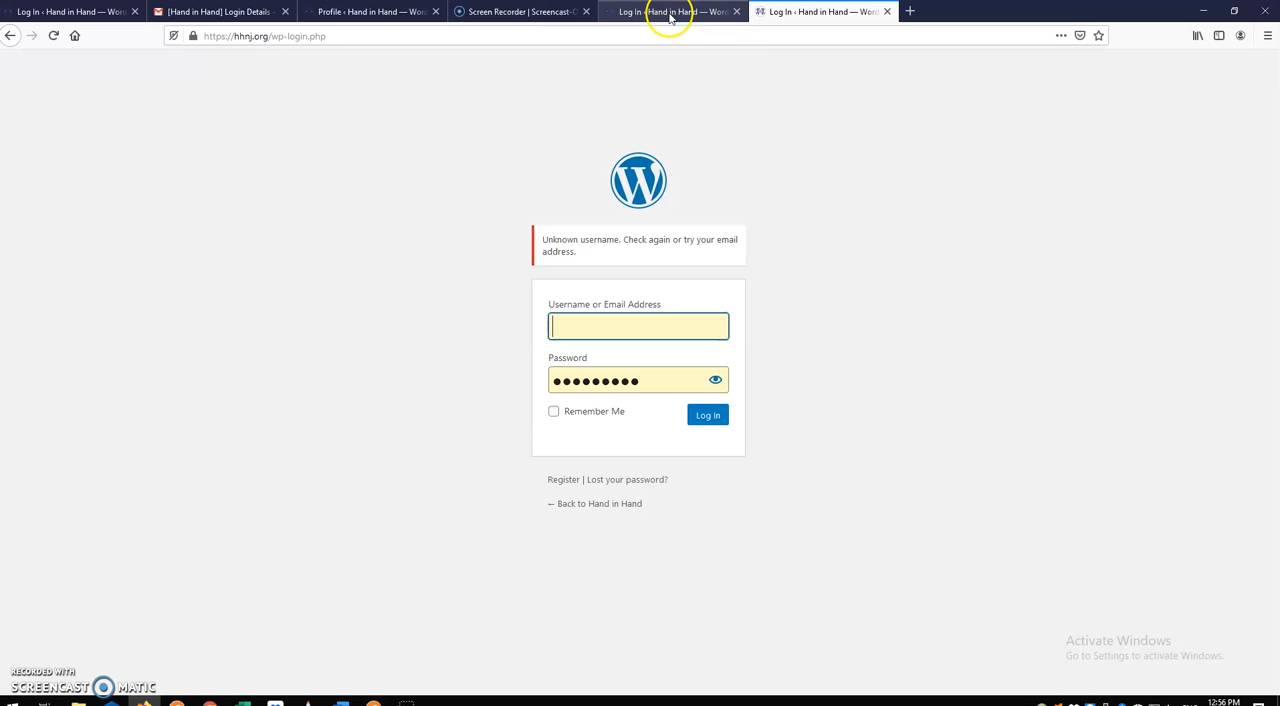 Log In ‹ Hand in Hand — Wor
[Hand in Hand] Login Details -
Profile ‹ Hand in Hand — Wor
Screen Recorder | Screencast-O
Log In ‹ Hand in Hand — Wor
Log In ‹ Hand in Hand — Word
https://hhnj.org/wp-login.php
Unknown username. Check again or try your email
address.
Username or Email Address
Password
Remember Me
Log In
Register | Lost your password?
← Back to Hand in Hand
Activate Windows
Go to Settings to activate Windows.
RECORDED WITH
SCREENCAST MATIC
12:56 PM